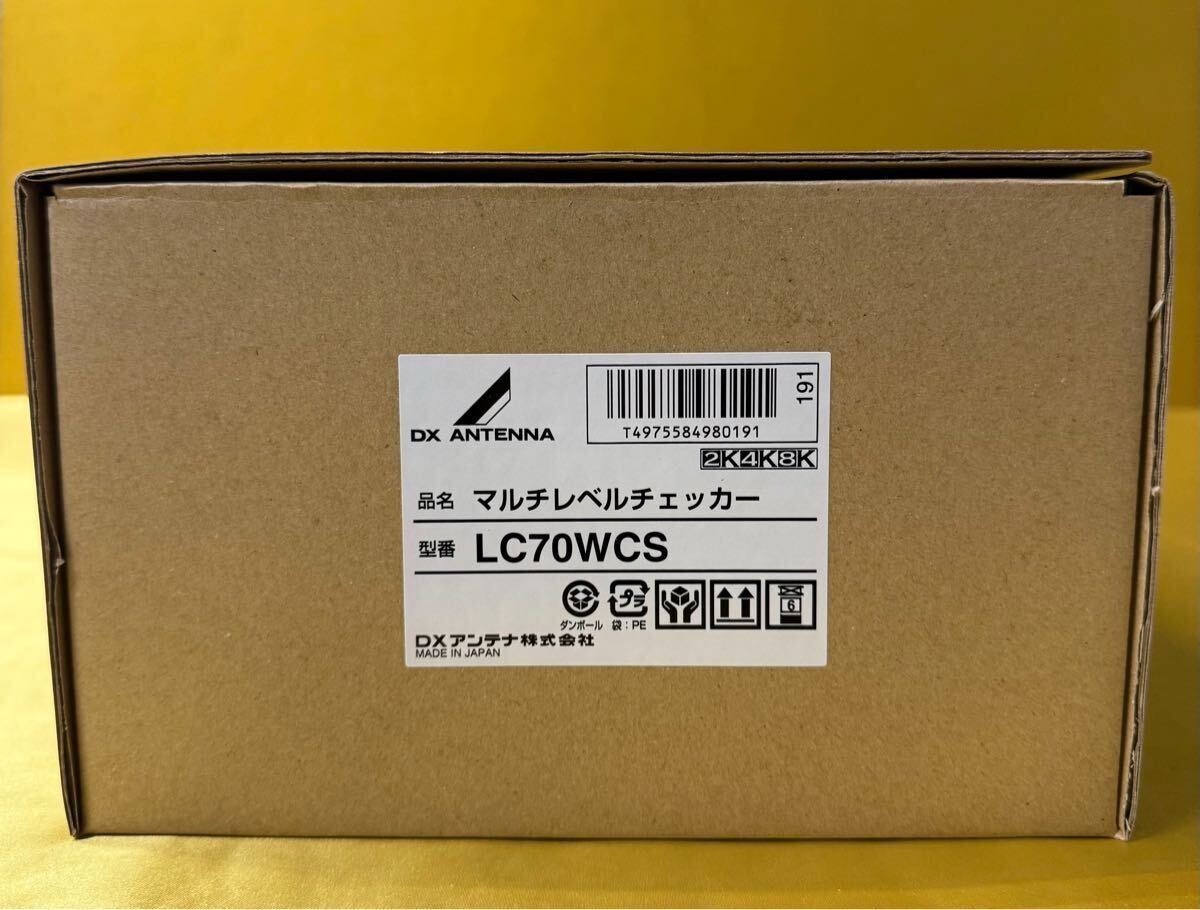 DX ANTENNA
T4975584980191
191
2K4K8K
品名 マルチレベルチェッカー
型番 LC70WCS
プラ
6
ダンボール 袋:PE
DXアンテナ株式会社
MADE IN JAPAN